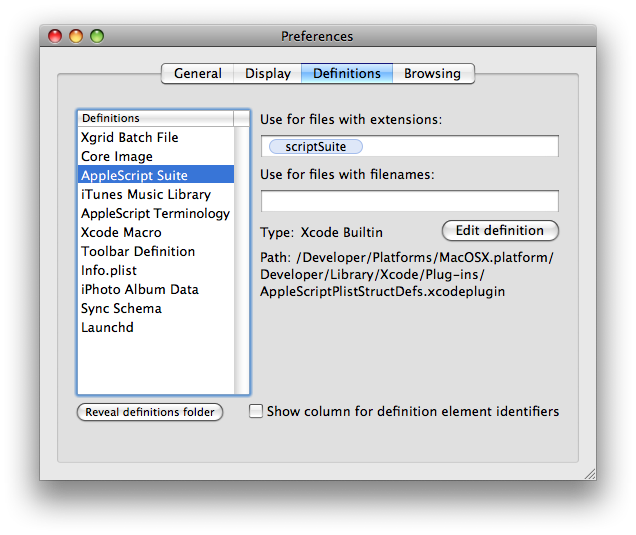 Preferences
General Display Definitions Browsing
Definitions
Xgrid Batch File
Core Image
AppleScript Suite
iTunes Music Library
AppleScript Terminology
Xcode Macro
Toolbar Definition
Info.plist
iPhoto Album Data
Sync Schema
Launchd
Reveal definitions folder
Use for files with extensions:
scriptSuite
Use for files with filenames:
Type: Xcode Builtin
Edit definition
Path: /Developer/Platforms/MacOSX.platform/
Developer/Library/Xcode/Plug-ins/
AppleScriptPlistStructDefs.xcodeplugin
Show column for definition element identifiers